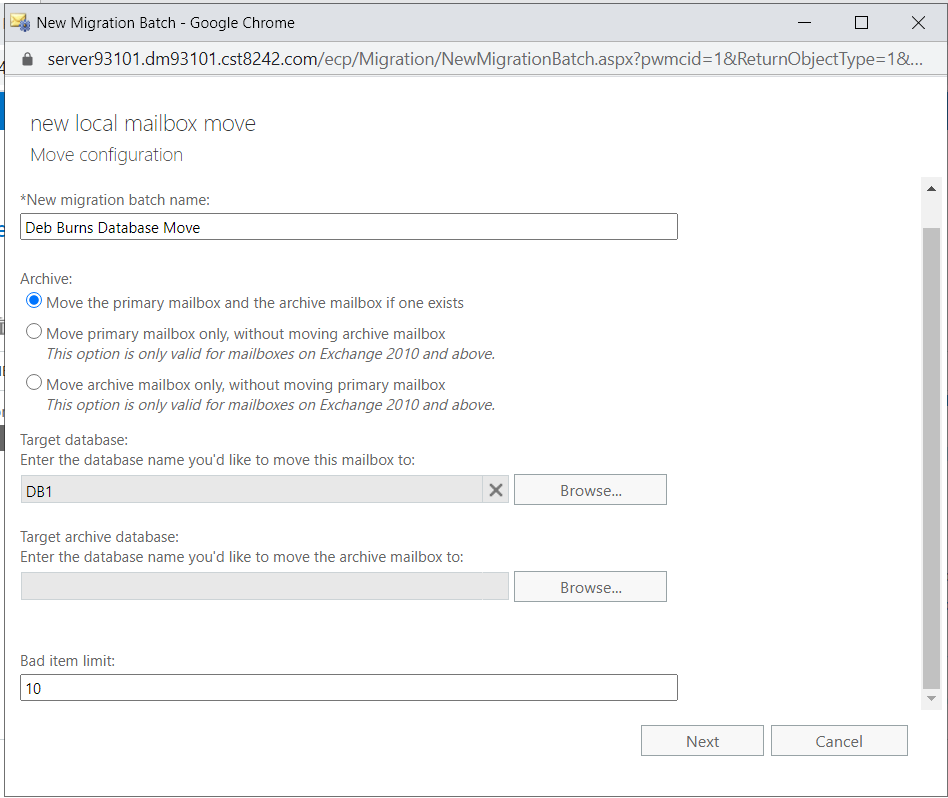 New Migration Batch - Google Chrome
server93101.dm93101.cst8242.com/ecp/Migration/NewMigrationBatch.aspx?pwmcid=1&ReturnObjectType=1&...
new local mailbox move
Move configuration
*New migration batch name:
Deb Burns Database Move
Archive:
Move the primary mailbox and the archive mailbox if one exists
Move primary mailbox only, without moving archive mailbox
This option is only valid for mailboxes on Exchange 2010 and above.
Move archive mailbox only, without moving primary mailbox
This option is only valid for mailboxes on Exchange 2010 and above.
Target database:
Enter the database name you'd like to move this mailbox to:
DB1
Browse...
Target archive database:
Enter the database name you'd like to move the archive mailbox to:
Browse...
Bad item limit:
10
Next
Cancel